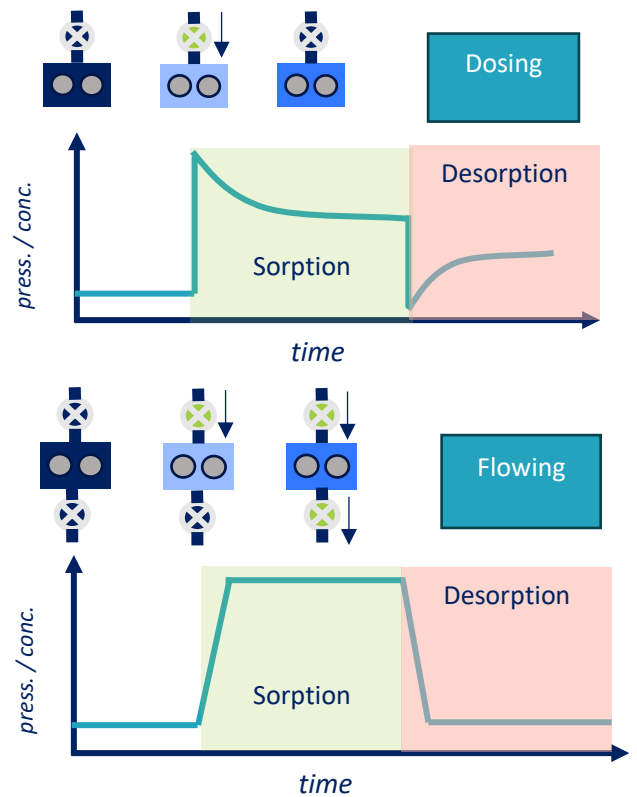 Dosing
press. / conc.
Desorption
Sorption
time
Flowing
press. / conc.
Desorption
Sorption
time